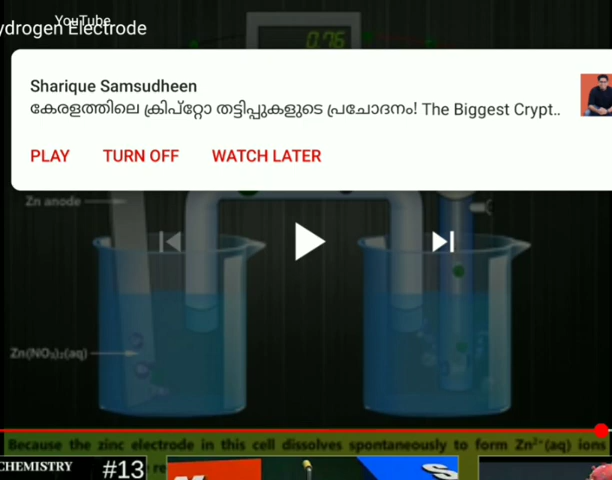 YouTube
ydrogen Electrode
0.76
Sharique Samsudheen
കേരളത്തിലെ ക്രിപ്റ്റോ തട്ടിപ്പുകളുടെ പ്രചോദനം! The Biggest Crypt..
PLAY TURN OFF WATCH LATER
Zn anode
Zn(NO₃)₂(aq)
Because the zinc electrode in this cell dissolves spontaneously to form Zn²⁺(aq) ions
CHEMISTRY #13
re